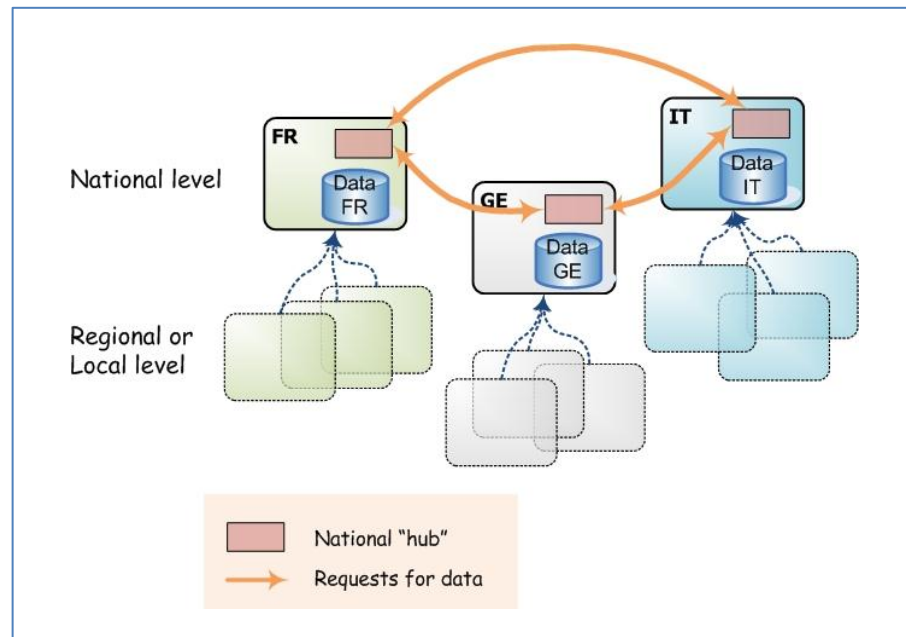 FR
Data
FR
IT
Data
IT
National level
GE
Data
GE
Regional or
Local level
National “hub”
Requests for data